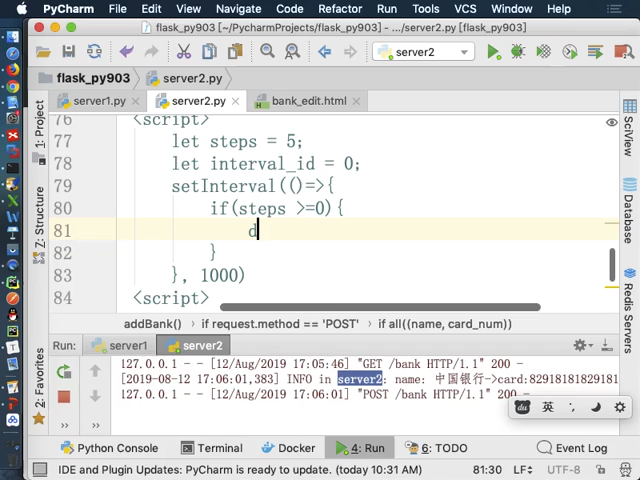 PyCharm File Edit View Navigate Code Refactor Run Tools VCS Window Help
flask_py903 [~/PycharmProjects/flask_py903] - .../server2.py [flask_py903]
server2
flask_py903 server2.py
server1.py server2.py bank_edit.html
1: Project
Z: Structure
2: Favorites
SciView
Database
Redis Servers
76 <script>
77 let steps = 5;
78 let interval_id = 0;
79 setInterval(()=>{
80 if(steps >=0){
81 d
82 }
83 }, 1000)
84 <script>
addBank() if request.method == 'POST' if all((name, card_num))
Run: server1 server2
127.0.0.1 - - [12/Aug/2019 17:05:46] "GET /bank HTTP/1.1" 200 -
[2019-08-12 17:06:01,383] INFO in server2: name: 中国银行->card:82918181829181
127.0.0.1 - - [12/Aug/2019 17:06:01] "POST /bank HTTP/1.1" 200 -
du 英
Python Console Terminal Docker 4: Run 6: TODO Event Log
IDE and Plugin Updates: PyCharm is ready to update. (today 10:31 AM) 81:30 LF÷ UTF-8